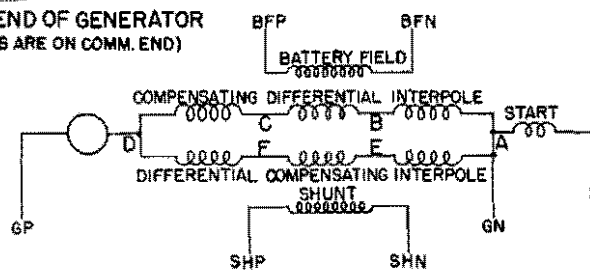 END OF GENERATOR
S ARE ON COMM. END)
BFP BFN
BATTERY FIELD
COMPENSATING DIFFERENTIAL INTERPOLE
START
C B
D A
F E
DIFFERENTIAL COMPENSATING INTERPOLE
SHUNT
GP GN
SHP SHN